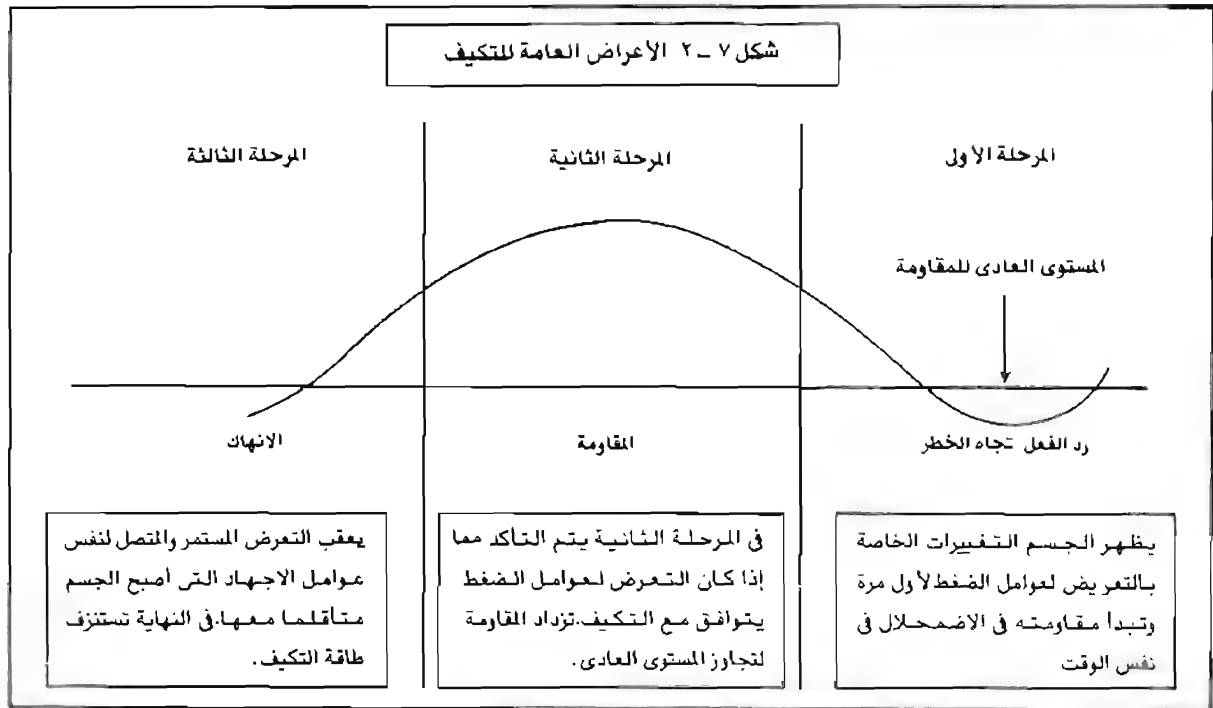 شكل ٧ – ٢ الأعراض العامة للتكيف
المرحلة الأولى
المرحلة الثانية
المرحلة الثالثة
المستوى العادى للمقاومة
رد الفعل تجاه الخطر
المقاومة
الانهاك
يظهر الجسم التغييرات الخاصة
بالتعريض لعوامل الضغط لأول مرة
وتبدأ مقاومته فى الاضمحلال فى
نفس الوقت
فى المرحلة الثانية يتم التأكد مما
إذا كان التعرض لعوامل الضغط
يتوافق مع التكيف.تزداد المقاومة
لتجاوز المستوى العادى.
يعقب التعرض المستمر والمتصل لنفس
عوامل الاجهاد التى أصبح الجسم
متأقلما معها.فى النهاية تستنزف
طاقة التكيف.